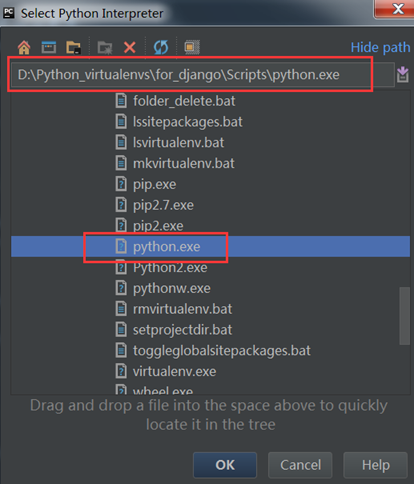 PC Select Python Interpreter
Hide path
D:\Python_virtualenvs\for_django\Scripts\python.exe
folder_delete.bat
lssitepackages.bat
lsvirtualenv.bat
mkvirtualenv.bat
pip.exe
pip2.7.exe
pip2.exe
python.exe
Python2.exe
pythonw.exe
rmvirtualenv.bat
setprojectdir.bat
toggleglobalsitepackages.bat
virtualenv.exe
wheel.exe
Drag and drop a file into the space above to quickly
locate it in the tree
OK Cancel Help